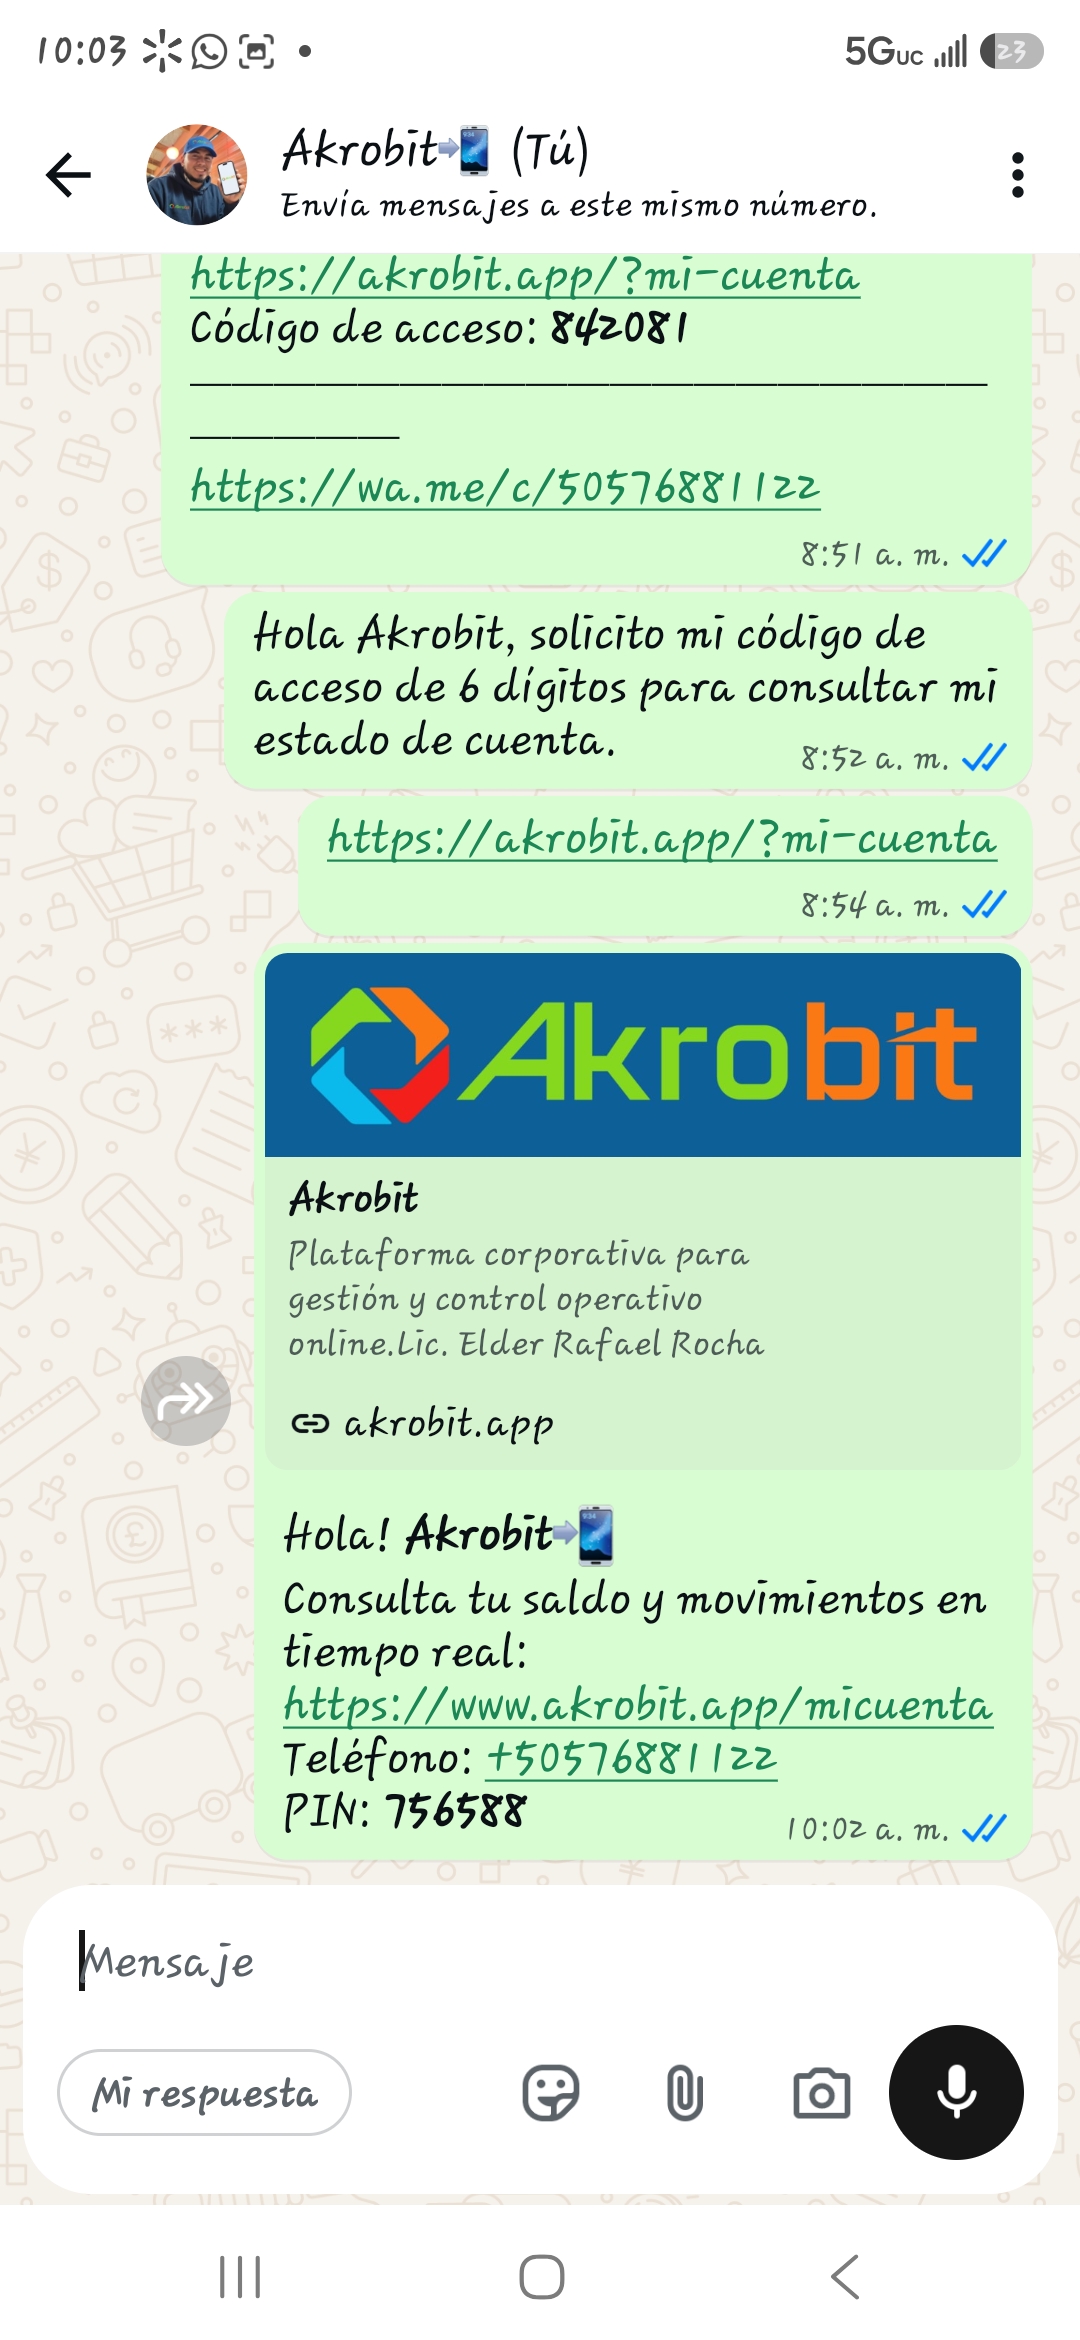 10:03
5GUC
23
Akrobit📲 (Tú)
Envía mensajes a este mismo número.
https://akrobit.app/?mi-cuenta
Código de acceso: 842081
https://wa.me/c/50576881122
8:51 a. m.
Hola Akrobit, solicito mi código de
acceso de 6 dígitos para consultar mi
estado de cuenta.
8:52 a. m.
https://akrobit.app/?mi-cuenta
8:54 a. m.
Akrobit
Akrobit
Plataforma corporativa para
gestión y control operativo
online.Lic. Elder Rafael Rocha
akrobit.app
Hola! Akrobit📲
Consulta tu saldo y movimientos en
tiempo real:
https://www.akrobit.app/micuenta
Teléfono: +50576881122
PIN: 756588
10:02 a. m.
Mensaje
Mi respuesta